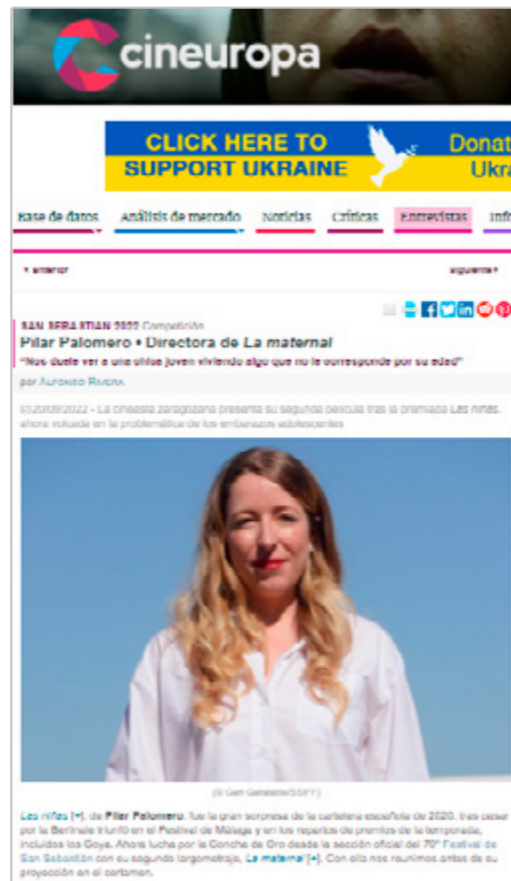 cineuropa
CLICK HERE TO
SUPPORT UKRAINE
Donat
Ukra
Base de datos Análisis de mercado Noticias Críticas Entrevistas Info
anterior siguiente
SAN SEBASTIAN 2022 Competición
Pilar Palomero • Directora de La maternal
"Nos duele ver a una chica joven viviendo algo que no le corresponde por su edad"
por ALFONSO RIVERA
20/09/2022 - La cineasta zaragozana presenta su segunda película tras la premiada Las niñas,
ahora volcada en la problemática de los embarazos adolescentes
Las niñas [+], de Pilar Palomero, fue la gran sorpresa de la cartelera española de 2020, tras pasar
por la Berlinale triunfó en el Festival de Málaga y en los repartos de premios de la temporada,
incluidos los Goya. Ahora lucha por la Concha de Oro desde la sección oficial del 70º Festival de
San Sebastián con su segundo largometraje, La maternal [+]. Con ella nos reunimos antes de su
proyección en el certamen.